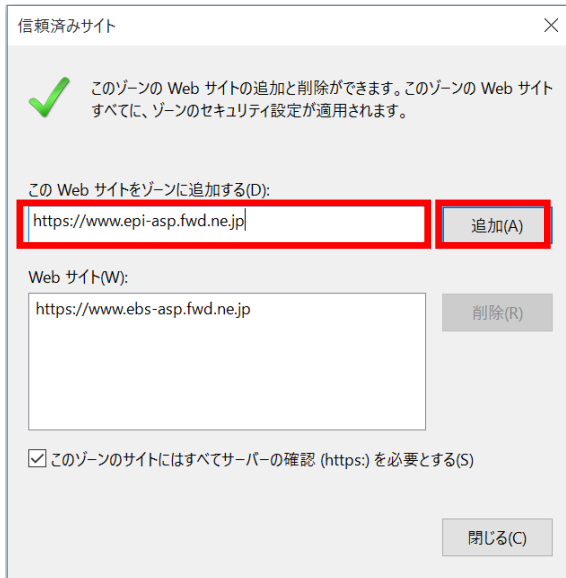 信頼済みサイト
このゾーンの Web サイトの追加と削除ができます。このゾーンの Web サイト
すべてに、ゾーンのセキュリティ設定が適用されます。
この Web サイトをゾーンに追加する(D):
https://www.epi-asp.fwd.ne.jp
追加(A)
Web サイト(W):
https://www.ebs-asp.fwd.ne.jp
削除(R)
このゾーンのサイトにはすべてサーバーの確認 (https:) を必要とする(S)
閉じる(C)